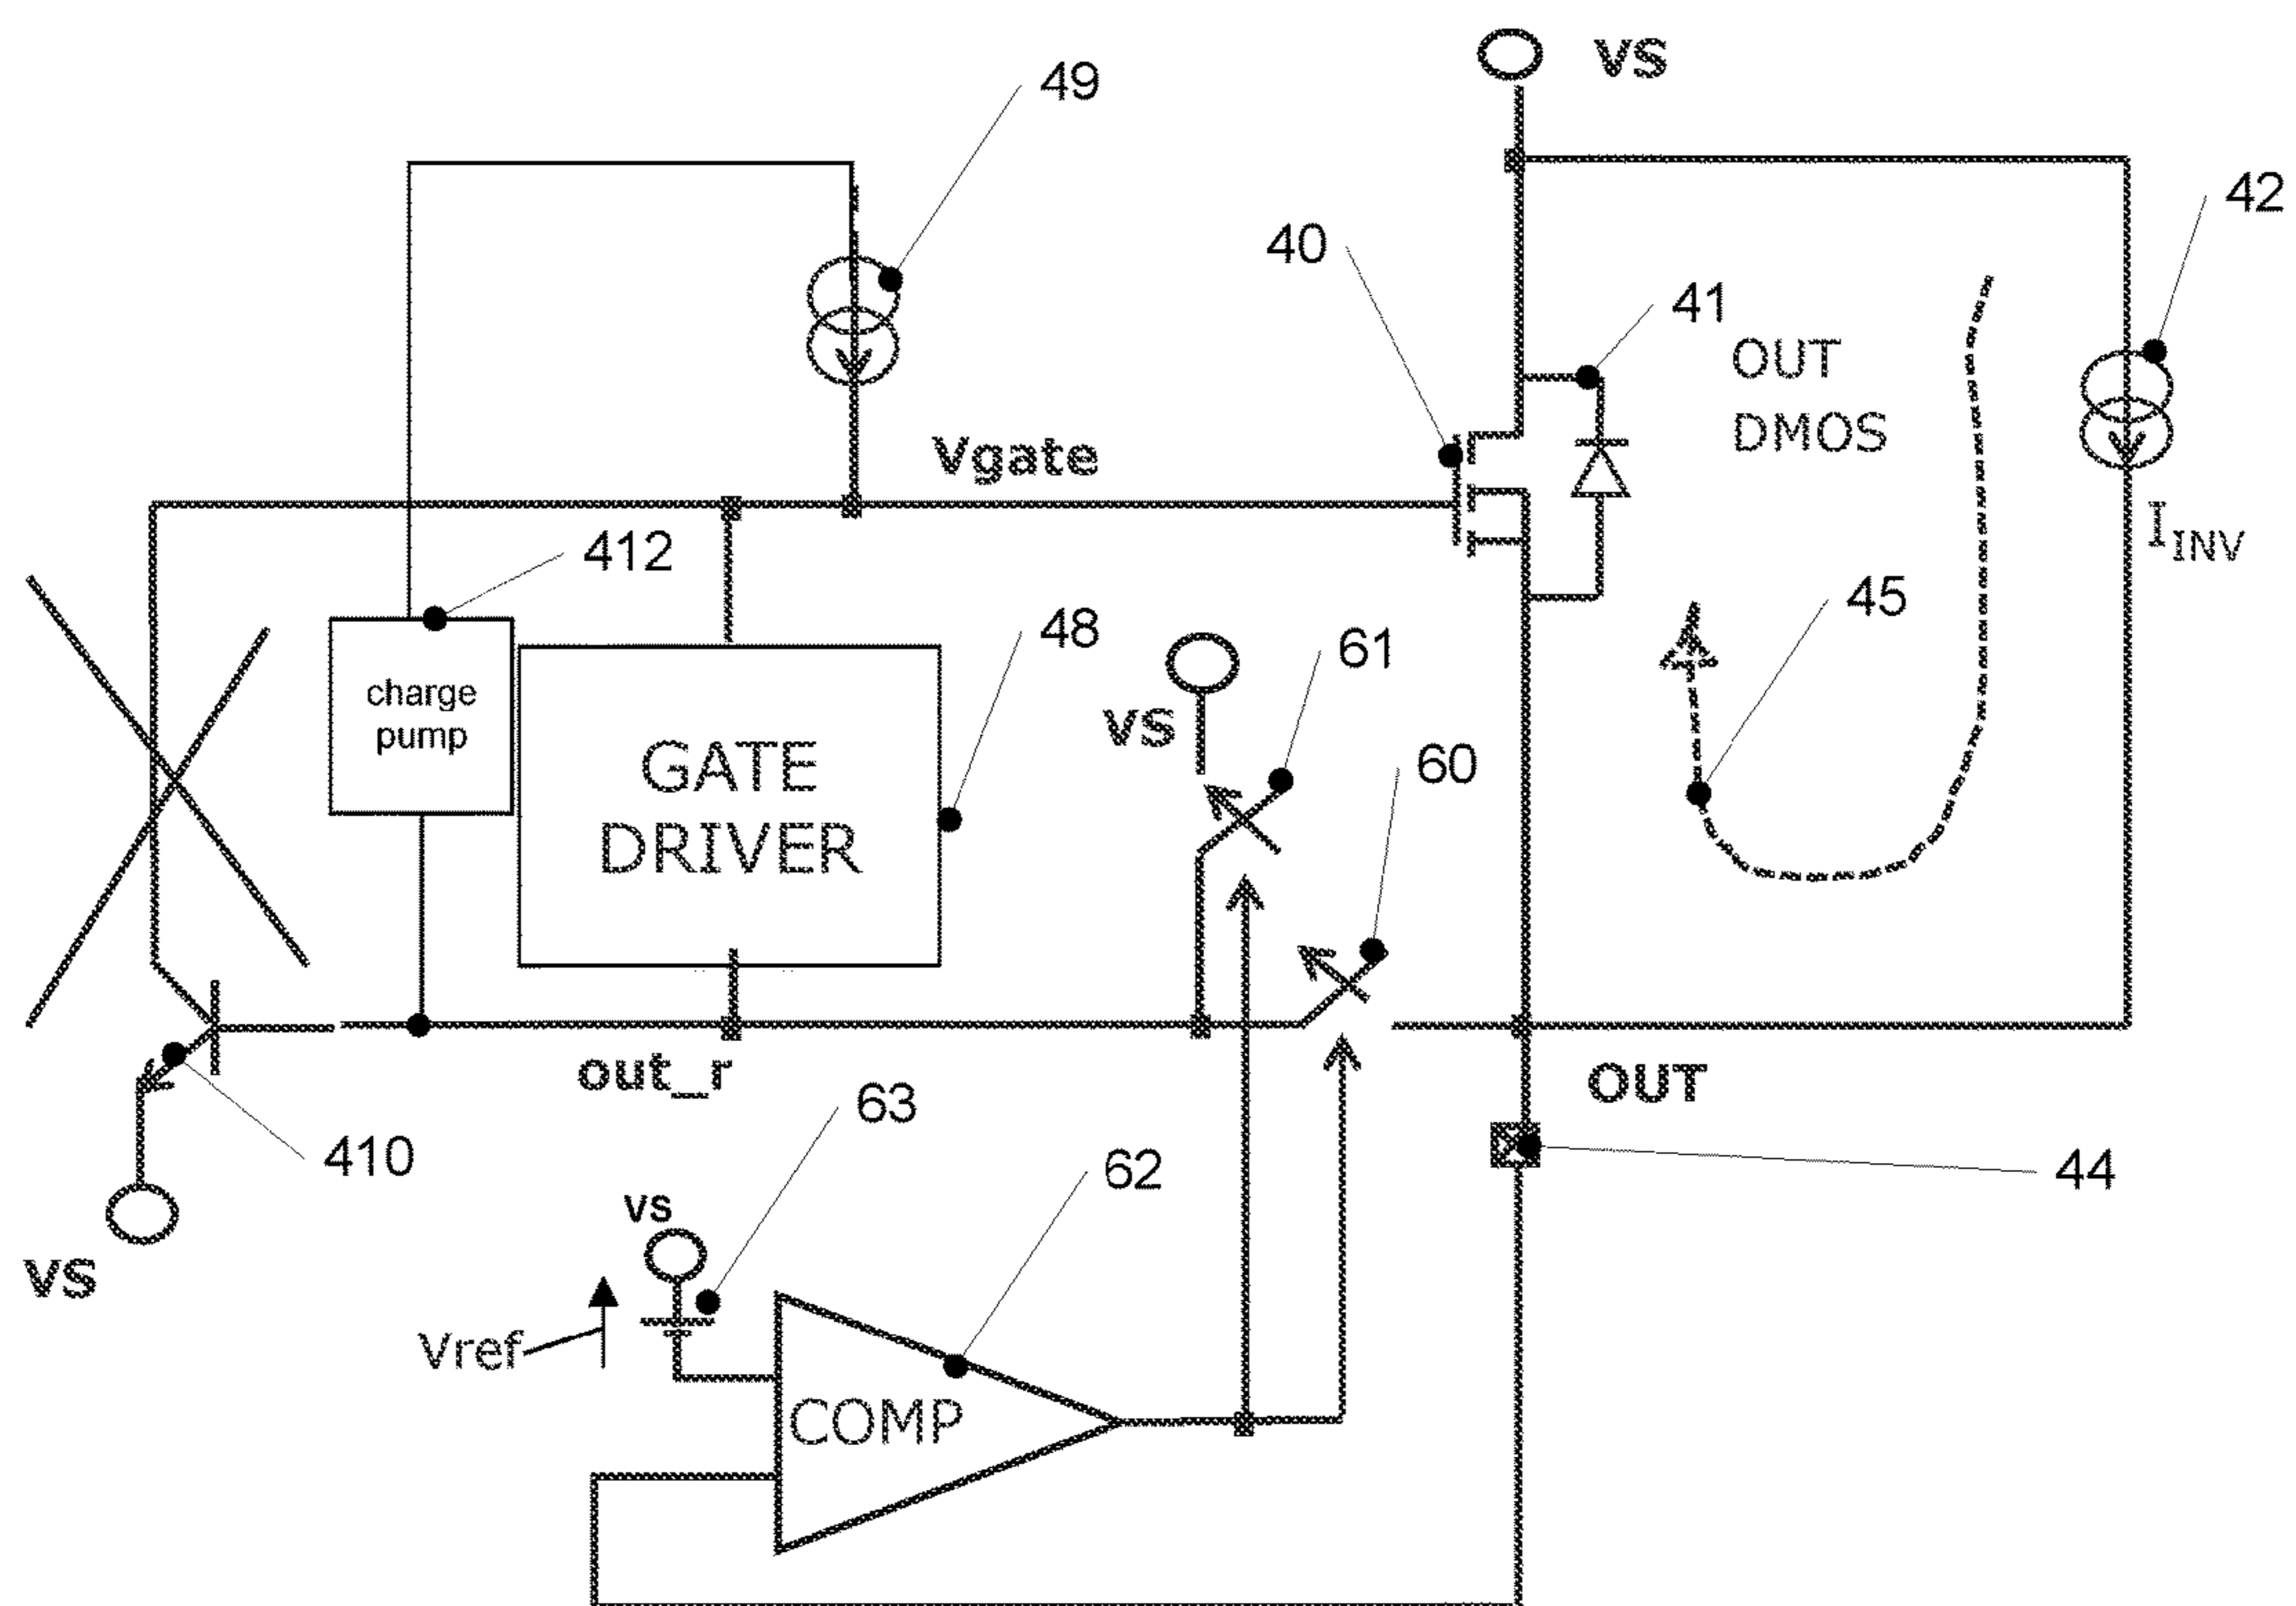 VS
49
42
40
41
OUT
DMOS
Vgate
I_INV
412
48
61
45
charge
pump
VS
60
GATE
DRIVER
out_r
63
OUT
410
62
44
VS
VS
Vref
COMP